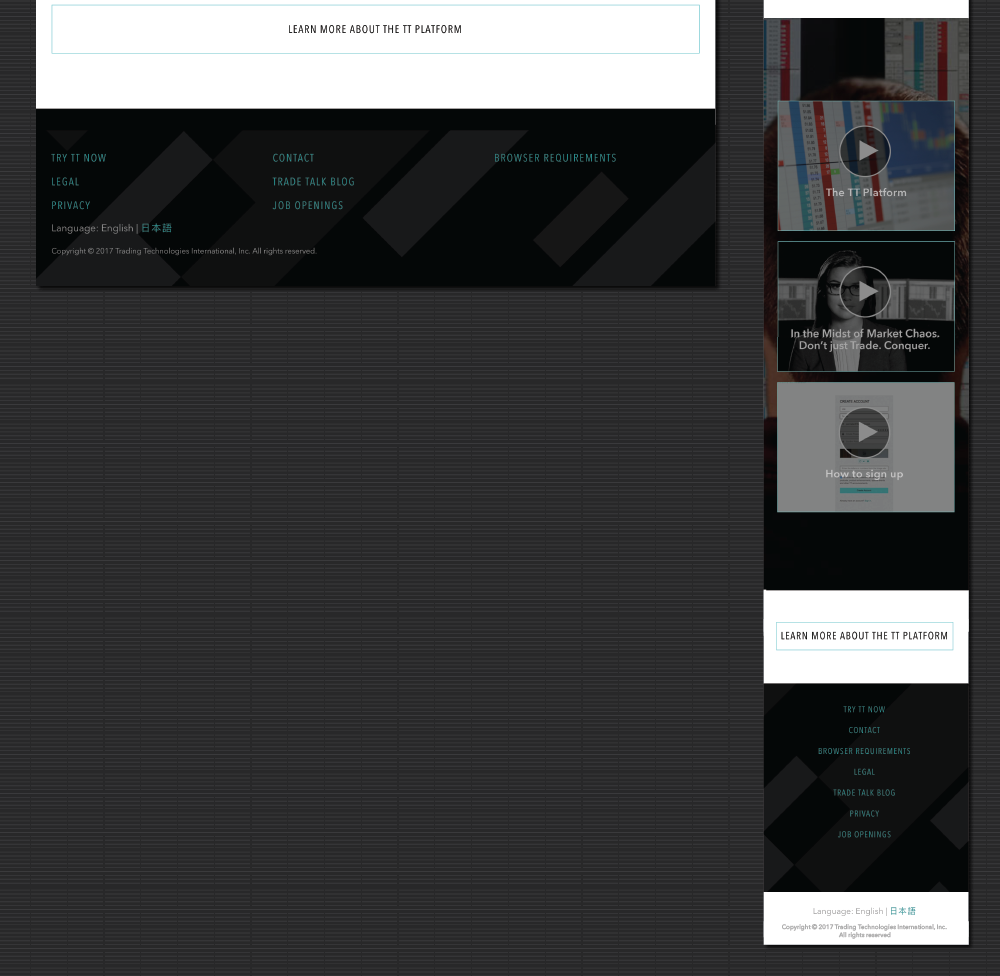 LEARN MORE ABOUT THE TT PLATFORM
TRY TT NOW
LEGAL
PRIVACY
CONTACT
TRADE TALK BLOG
JOB OPENINGS
BROWSER REQUIREMENTS
Language: English | 日本語
Copyright © 2017 Trading Technologies International, Inc. All rights reserved.
The TT Platform
In the Midst of Market Chaos.
Don't just Trade. Conquer.
CREATE ACCOUNT
How to sign up
LEARN MORE ABOUT THE TT PLATFORM
TRY TT NOW
CONTACT
BROWSER REQUIREMENTS
LEGAL
TRADE TALK BLOG
PRIVACY
JOB OPENINGS
Language: English | 日本語
Copyright © 2017 Trading Technologies International, Inc.
All rights reserved